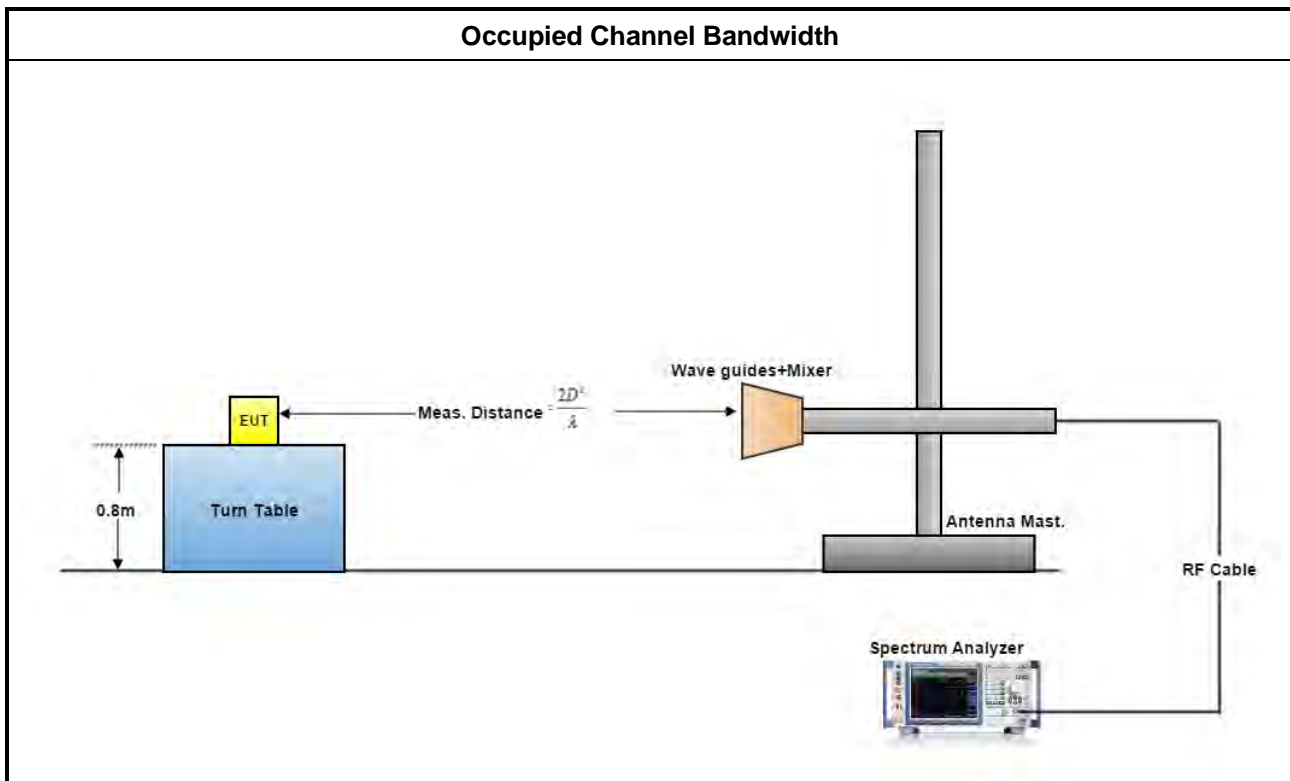 Occupied Channel Bandwidth
Wave guides+Mixer
EUT
Meas. Distance = 2D²/λ
0.8m
Turn Table
Antenna Mast.
RF Cable
Spectrum Analyzer